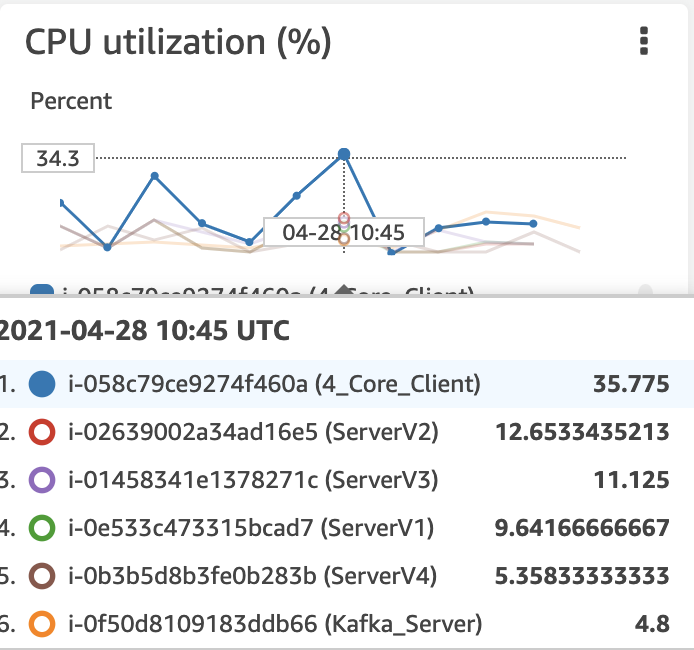 CPU utilization (%)
Percent
34.3
04-28 10:45
2021-04-28 10:45 UTC
1. i-058c79ce9274f460a (4_Core_Client) 35.775
2. i-02639002a34ad16e5 (ServerV2) 12.6533435213
3. i-01458341e1378271c (ServerV3) 11.125
4. i-0e533c473315bcad7 (ServerV1) 9.64166666667
5. i-0b3b5d8b3fe0b283b (ServerV4) 5.35833333333
6. i-0f50d8109183ddb66 (Kafka_Server) 4.8